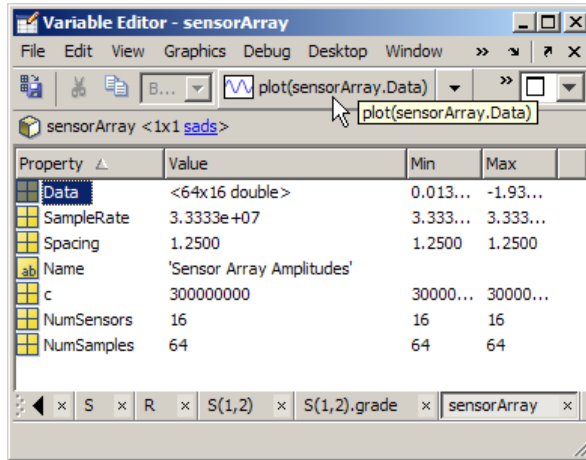 Variable Editor - sensorArray
File Edit View Graphics Debug Desktop Window »
B... plot(sensorArray.Data) »
plot(sensorArray.Data)
sensorArray <1x1 sads>
Property Value Min Max
Data <64x16 double> 0.013... -1.93...
SampleRate 3.3333e+07 3.333... 3.333...
Spacing 1.2500 1.2500 1.2500
ab Name 'Sensor Array Amplitudes'
c 300000000 30000... 30000...
NumSensors 16 16 16
NumSamples 64 64 64
S R S(1,2) S(1,2).grade sensorArray